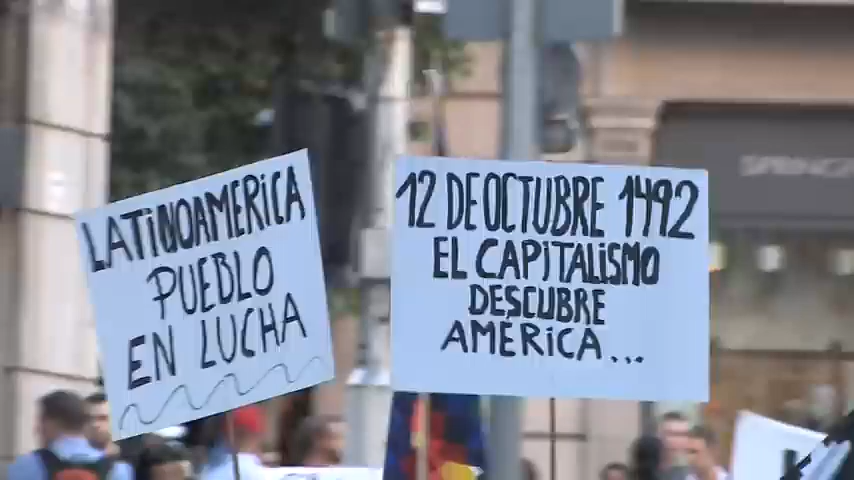 LATiNOAMERiCA
PUEBLO
EN LUCHA
12 DE OCTUBRE 1492
EL CAPiTALiSMO
DESCUBRE
AMÉRiCA...